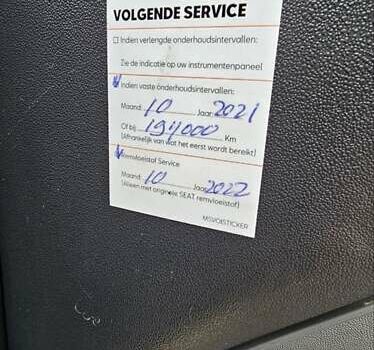 VOLGENDE SERVICE
☐ Indien verlengde onderhoudsintervallen:
Zie de indicatie op uw instrumentenpaneel
☑ Indien vaste onderhoudsintervallen:
Maand: 10 Jaar: 2021
Of bij 194000 Km
(Afhankelijk van wat het eerst wordt bereikt)
☑ Remvloeistof Service
Maand: 10 Jaar: 2022
(Alleen met originele SEAT remvloeistof)
MSVOISTICKER